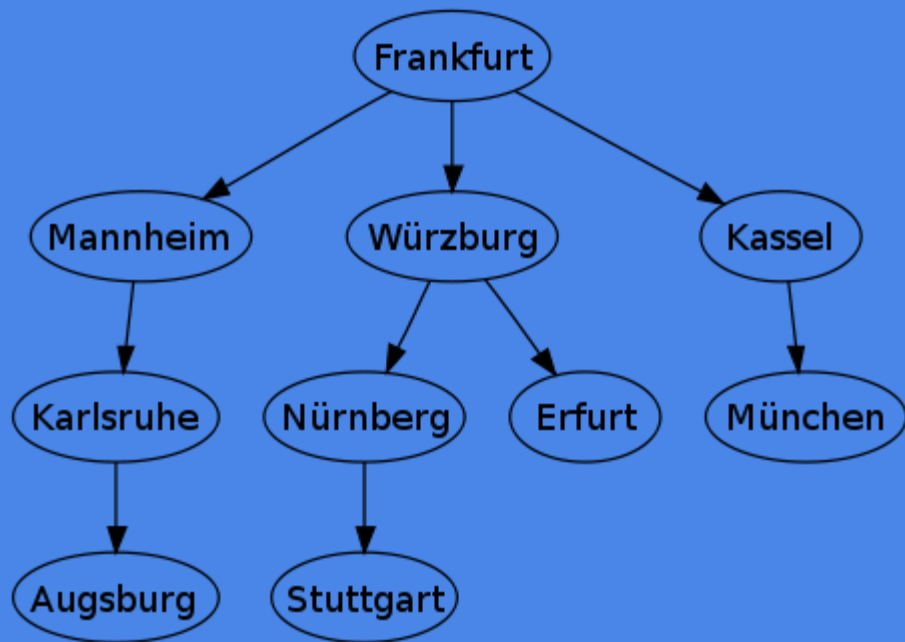 Frankfurt
Mannheim
Würzburg
Kassel
Karlsruhe
Nürnberg
Erfurt
München
Augsburg
Stuttgart